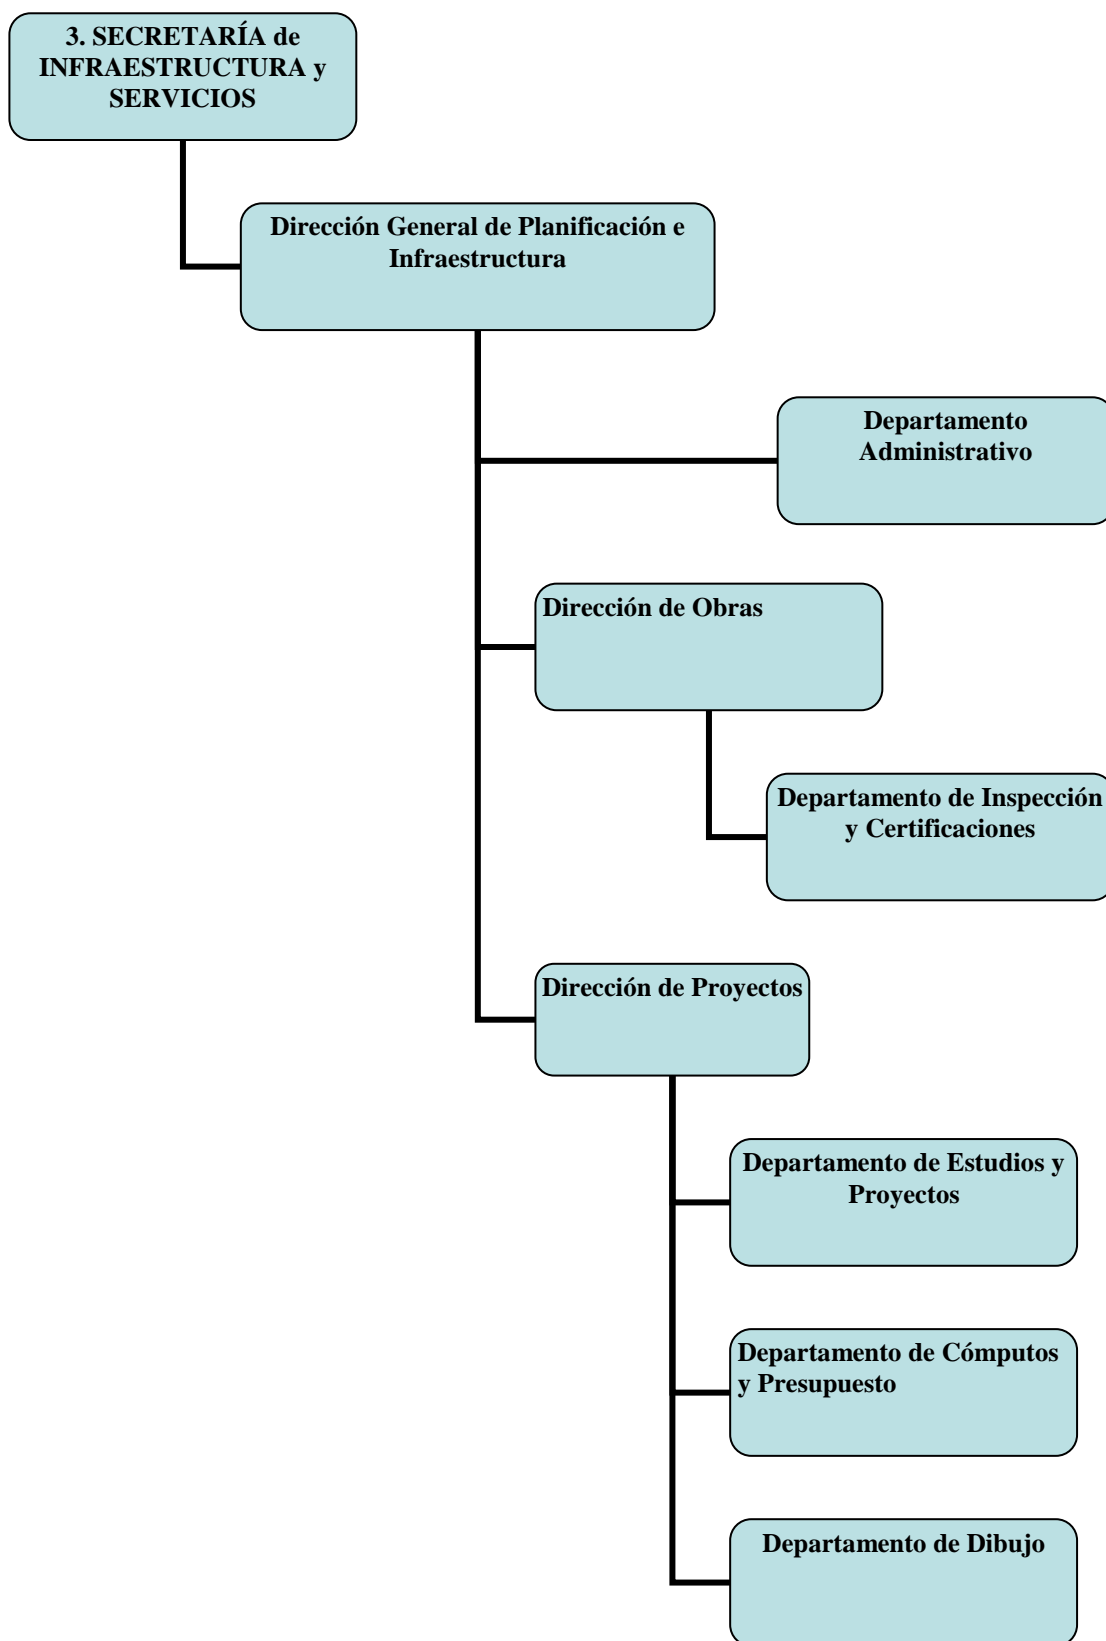 3. SECRETARÍA de
INFRAESTRUCTURA y
SERVICIOS
Dirección General de Planificación e
Infraestructura
Departamento
Administrativo
Dirección de Obras
Departamento de Inspección
y Certificaciones
Dirección de Proyectos
Departamento de Estudios y
Proyectos
Departamento de Cómputos
y Presupuesto
Departamento de Dibujo